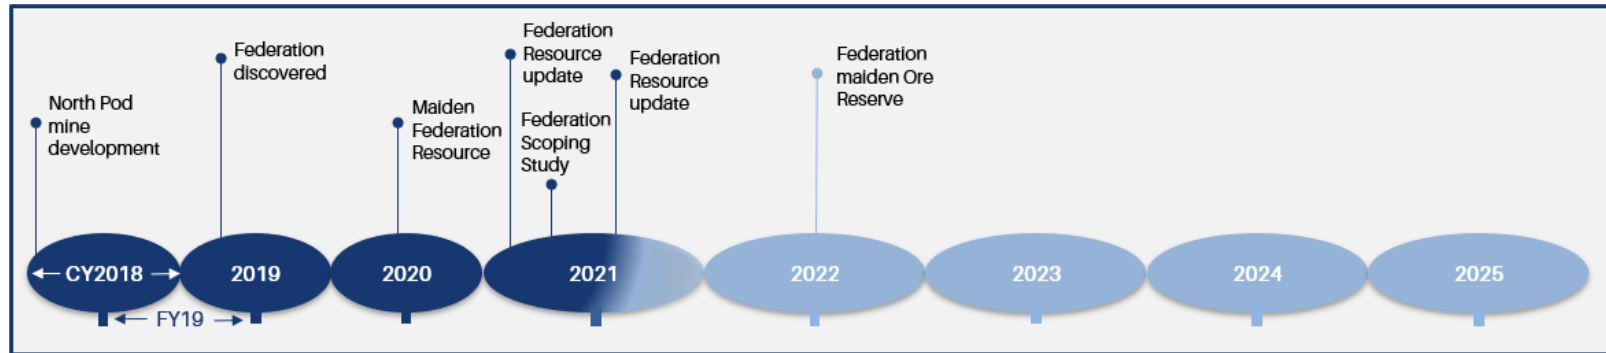 North Pod
mine
development
Federation
discovered
Maiden
Federation
Resource
Federation
Resource
update
Federation
Scoping
Study
Federation
Resource
update
Federation
maiden Ore
Reserve
CY2018
2019
2020
2021
2022
2023
2024
2025
FY19